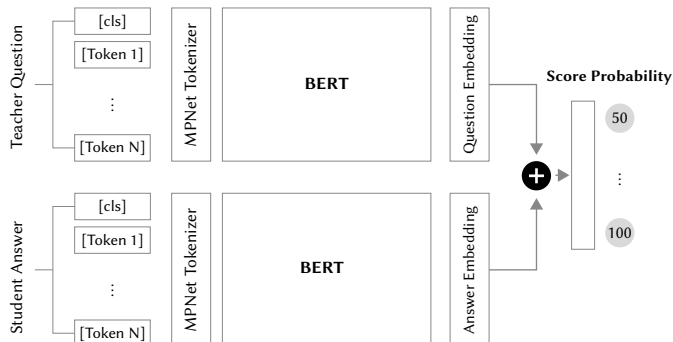 Teacher Question
[cls]
[Token 1]
⋮
[Token N]
MPNet Tokenizer
BERT
Question Embedding
Student Answer
[cls]
[Token 1]
⋮
[Token N]
MPNet Tokenizer
BERT
Answer Embedding
+
Score Probability
50
⋮
100